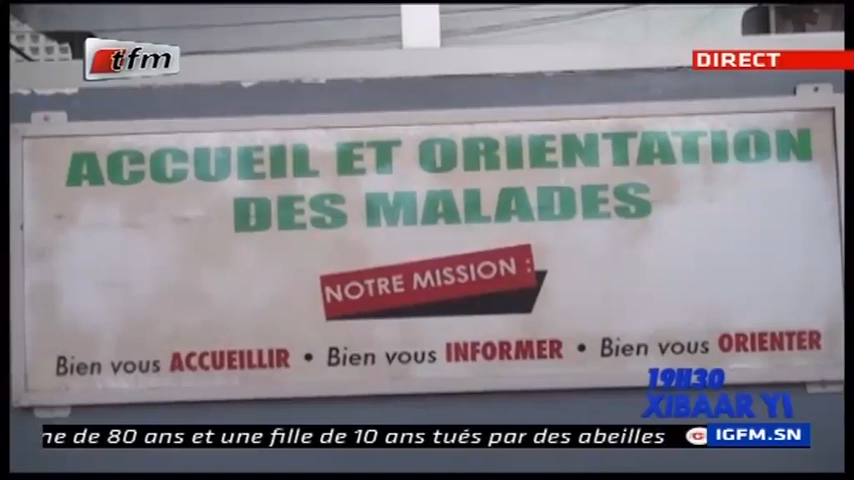 tfm
DIRECT
ACCUEIL ET ORIENTATION
DES MALADES
NOTRE MISSION :
Bien vous ACCUEILLIR • Bien vous INFORMER • Bien vous ORIENTER
19H30
XIBAAR YI
ne de 80 ans et une fille de 10 ans tués par des abeilles
IGFM.SN